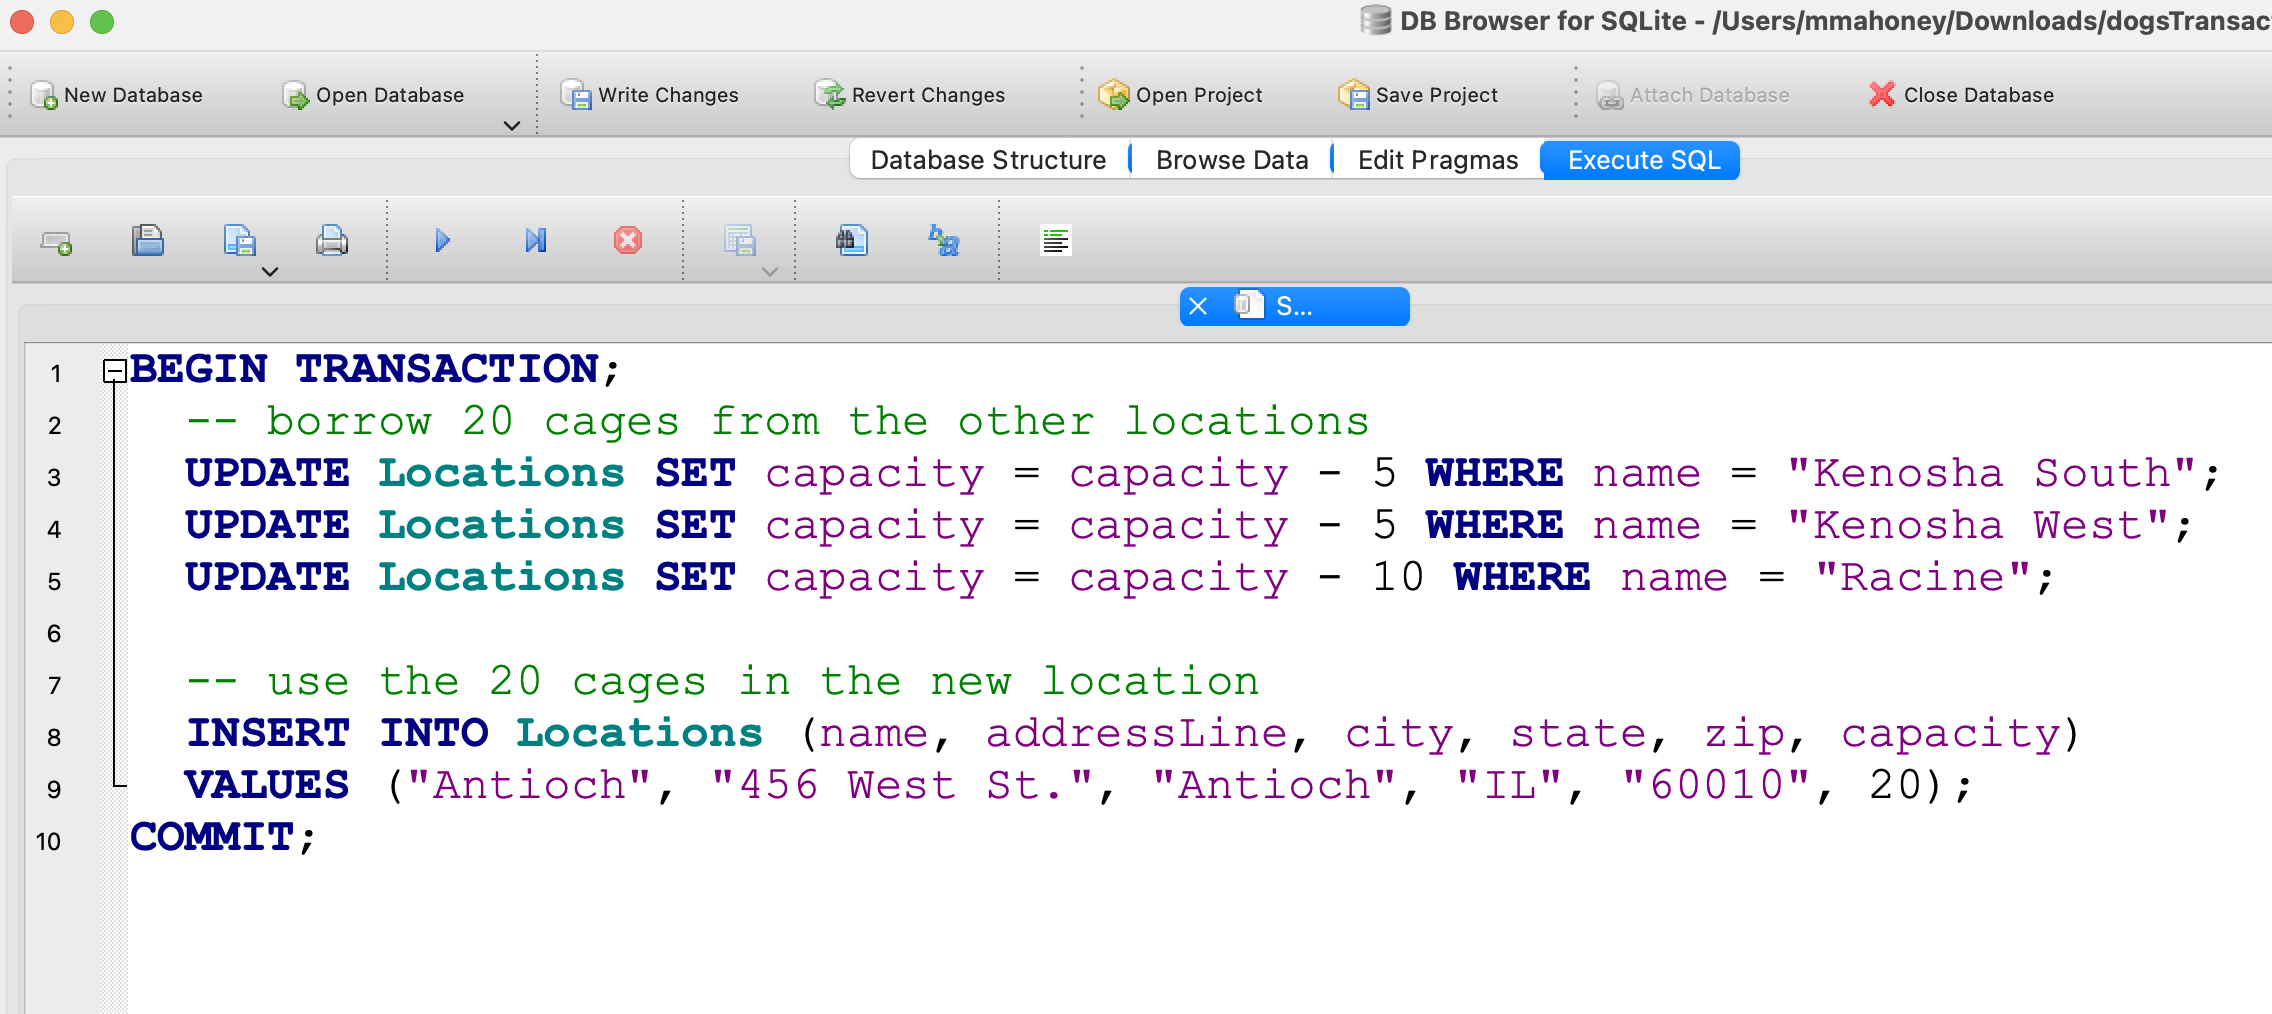 DB Browser for SQLite - /Users/mmahoney/Downloads/dogsTransac
New Database Open Database Write Changes Revert Changes Open Project Save Project Attach Database Close Database
Database Structure Browse Data Edit Pragmas Execute SQL
S...
1 BEGIN TRANSACTION;
2 -- borrow 20 cages from the other locations
3 UPDATE Locations SET capacity = capacity - 5 WHERE name = "Kenosha South";
4 UPDATE Locations SET capacity = capacity - 5 WHERE name = "Kenosha West";
5 UPDATE Locations SET capacity = capacity - 10 WHERE name = "Racine";
6
7 -- use the 20 cages in the new location
8 INSERT INTO Locations (name, addressLine, city, state, zip, capacity)
9 VALUES ("Antioch", "456 West St.", "Antioch", "IL", "60010", 20);
10 COMMIT;